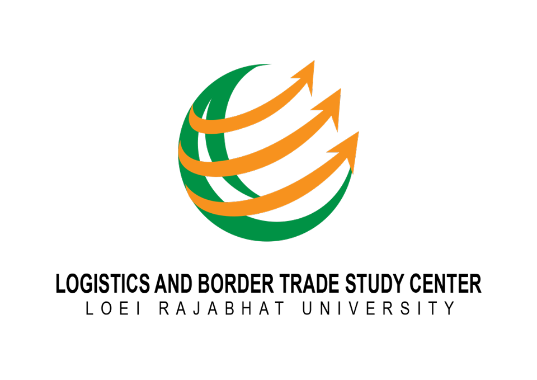 LOGISTICS AND BORDER TRADE STUDY CENTER
LOEI RAJABHAT UNIVERSITY